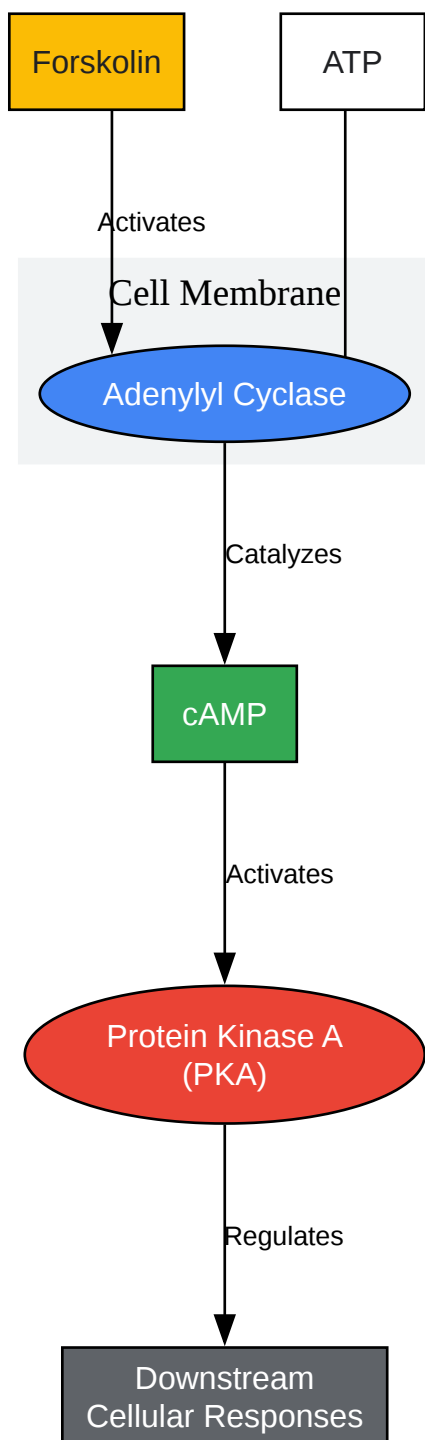 Forskolin
ATP
Activates
Cell Membrane
Adenylyl Cyclase
Catalyzes
cAMP
Activates
Protein Kinase A
(PKA)
Regulates
Downstream
Cellular Responses